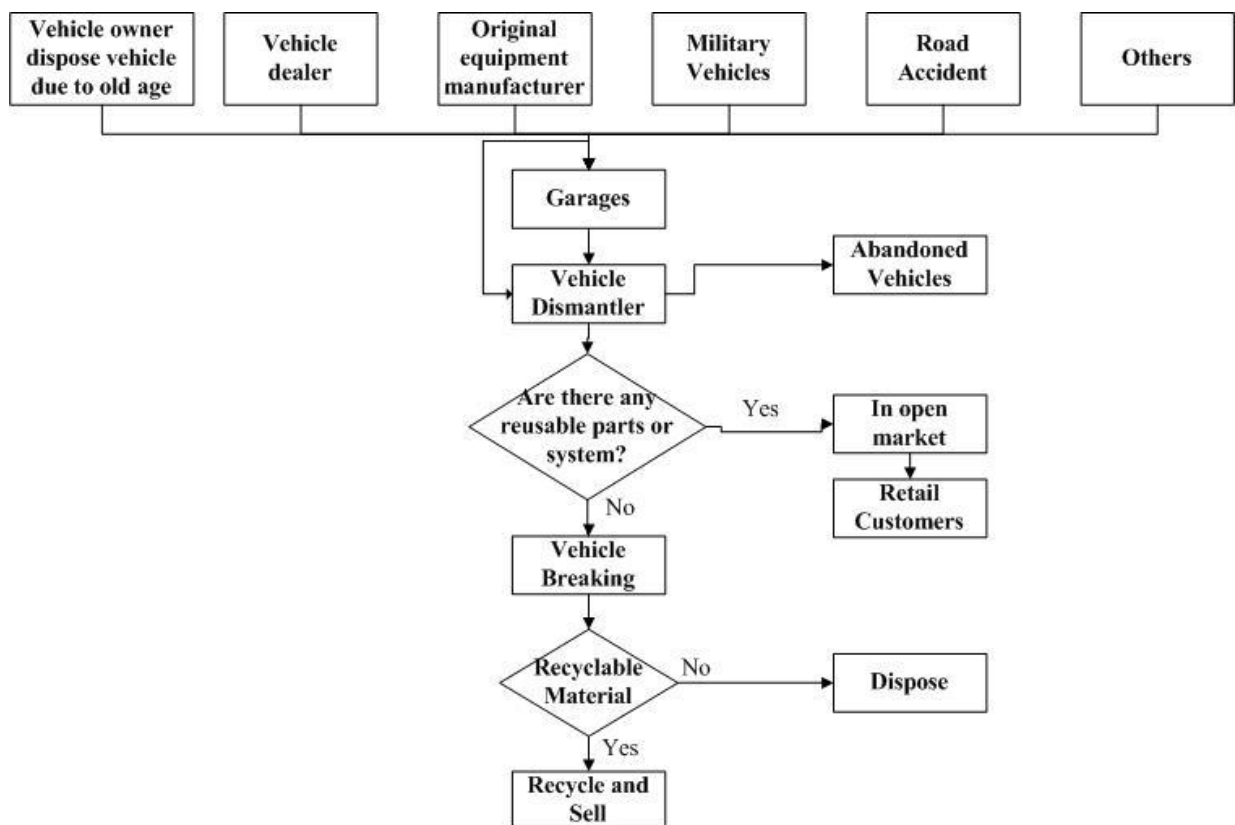 Vehicle owner
dispose vehicle
due to old age
Vehicle
dealer
Original
equipment
manufacturer
Military
Vehicles
Road
Accident
Others
Garages
Vehicle
Dismantler
Abandoned
Vehicles
Are there any
reusable parts or
system?
Yes
In open
market
Retail
Customers
No
Vehicle
Breaking
Recyclable
Material
No
Dispose
Yes
Recycle and
Sell